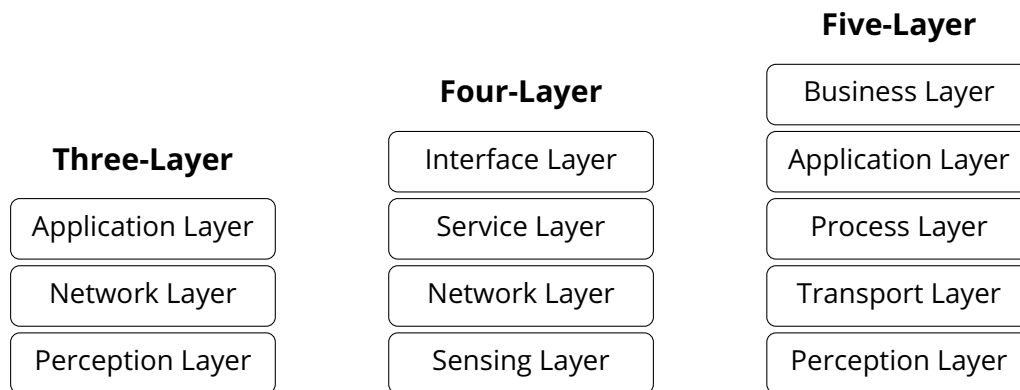 Three-Layer
Application Layer
Network Layer
Perception Layer
Four-Layer
Interface Layer
Service Layer
Network Layer
Sensing Layer
Five-Layer
Business Layer
Application Layer
Process Layer
Transport Layer
Perception Layer